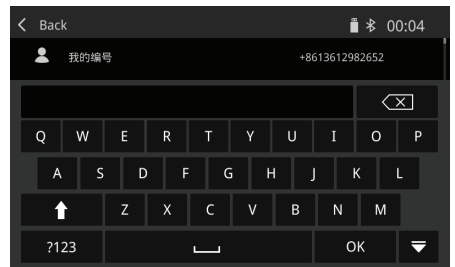 Back 00:04
我的编号 +8613612982652
Q W E R T Y U I O P
A S D F G H J K L
Z X C V B N M
?123 OK